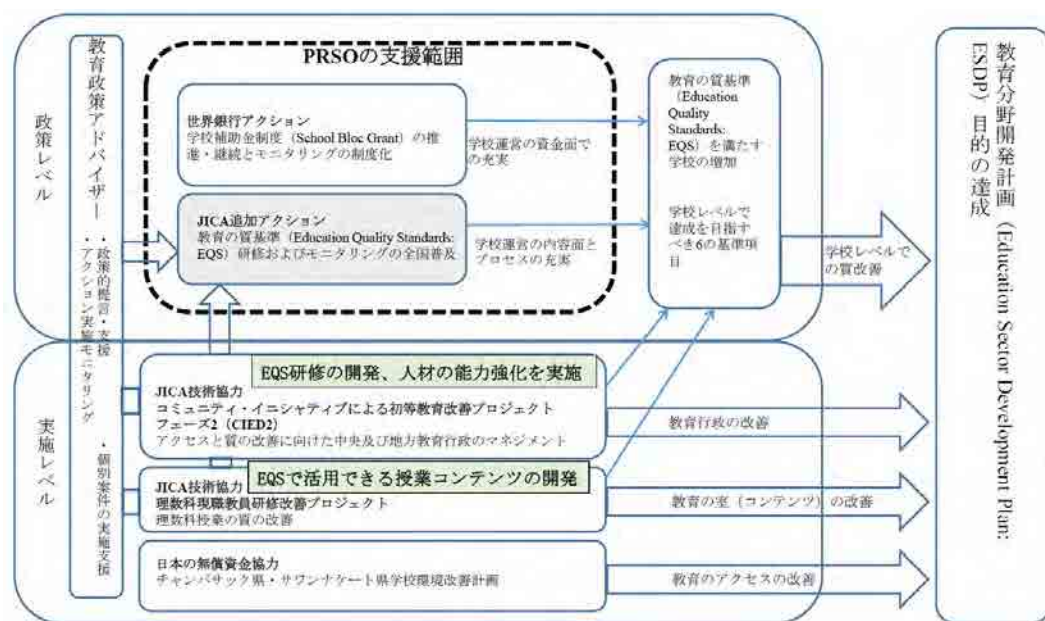 政策レベル
実施レベル
教育政策アドバイザー
・政策的提言・支援
・アクション実施モニタリング
・個別案件の実施支援
PRSOの支援範囲
世界銀行アクション
学校補助金制度（School Bloc Grant）の推
進・継続とモニタリングの制度化
学校運営の資金面で
の充実
JICA追加アクション
教育の質基準（Education Quality Standards:
EQS）研修およびモニタリングの全国普及
学校運営の内容面と
プロセスの充実
教育の質基準
（Education
Quality
Standards:
EQS）を満たす
学校の増加
学校レベルで
達成を目指す
べき6の基準項
目
学校レベルで
の質改善
EQS研修の開発、人材の能力強化を実施
JICA技術協力
コミュニティ・イニシャティブによる初等教育改善プロジェクト
フェーズ2（CIED2）
アクセスと質の改善に向けた中央及び地方教育行政のマネジメント
教育行政の改善
EQSで活用できる授業コンテンツの開発
JICA技術協力
理数科現職教員研修改善プロジェクト
理数科授業の質の改善
教育の室（コンテンツ）の改善
日本の無償資金協力
チャンパサック県・サワンナケート県学校環境改善計画
教育のアクセスの改善
教育分野開発計画（Education Sector Development Plan:
ESDP）目的の達成